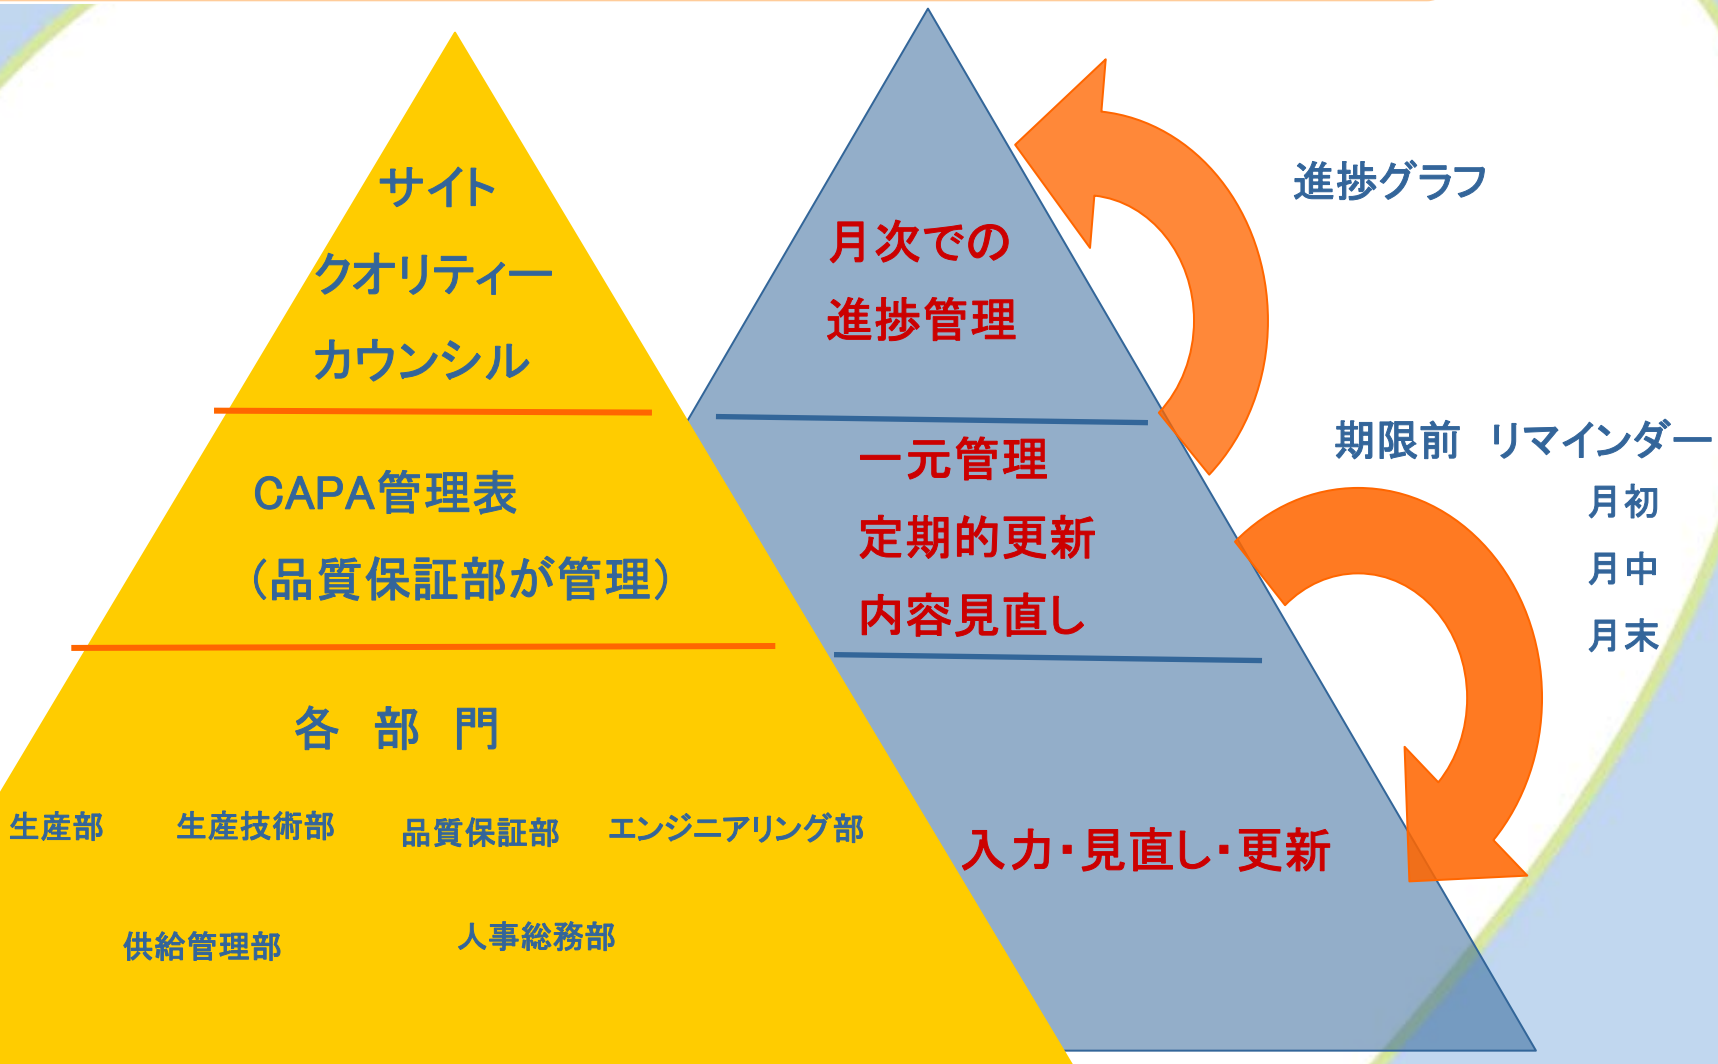 サイト
クオリティー
カウンシル
CAPA管理表
(品質保証部が管理)
各　部　門
生産部
生産技術部
品質保証部
エンジニアリング部
供給管理部
人事総務部
月次での
進捗管理
一元管理
定期的更新
内容見直し
入力・見直し・更新
進捗グラフ
期限前　リマインダー
月初
月中
月末